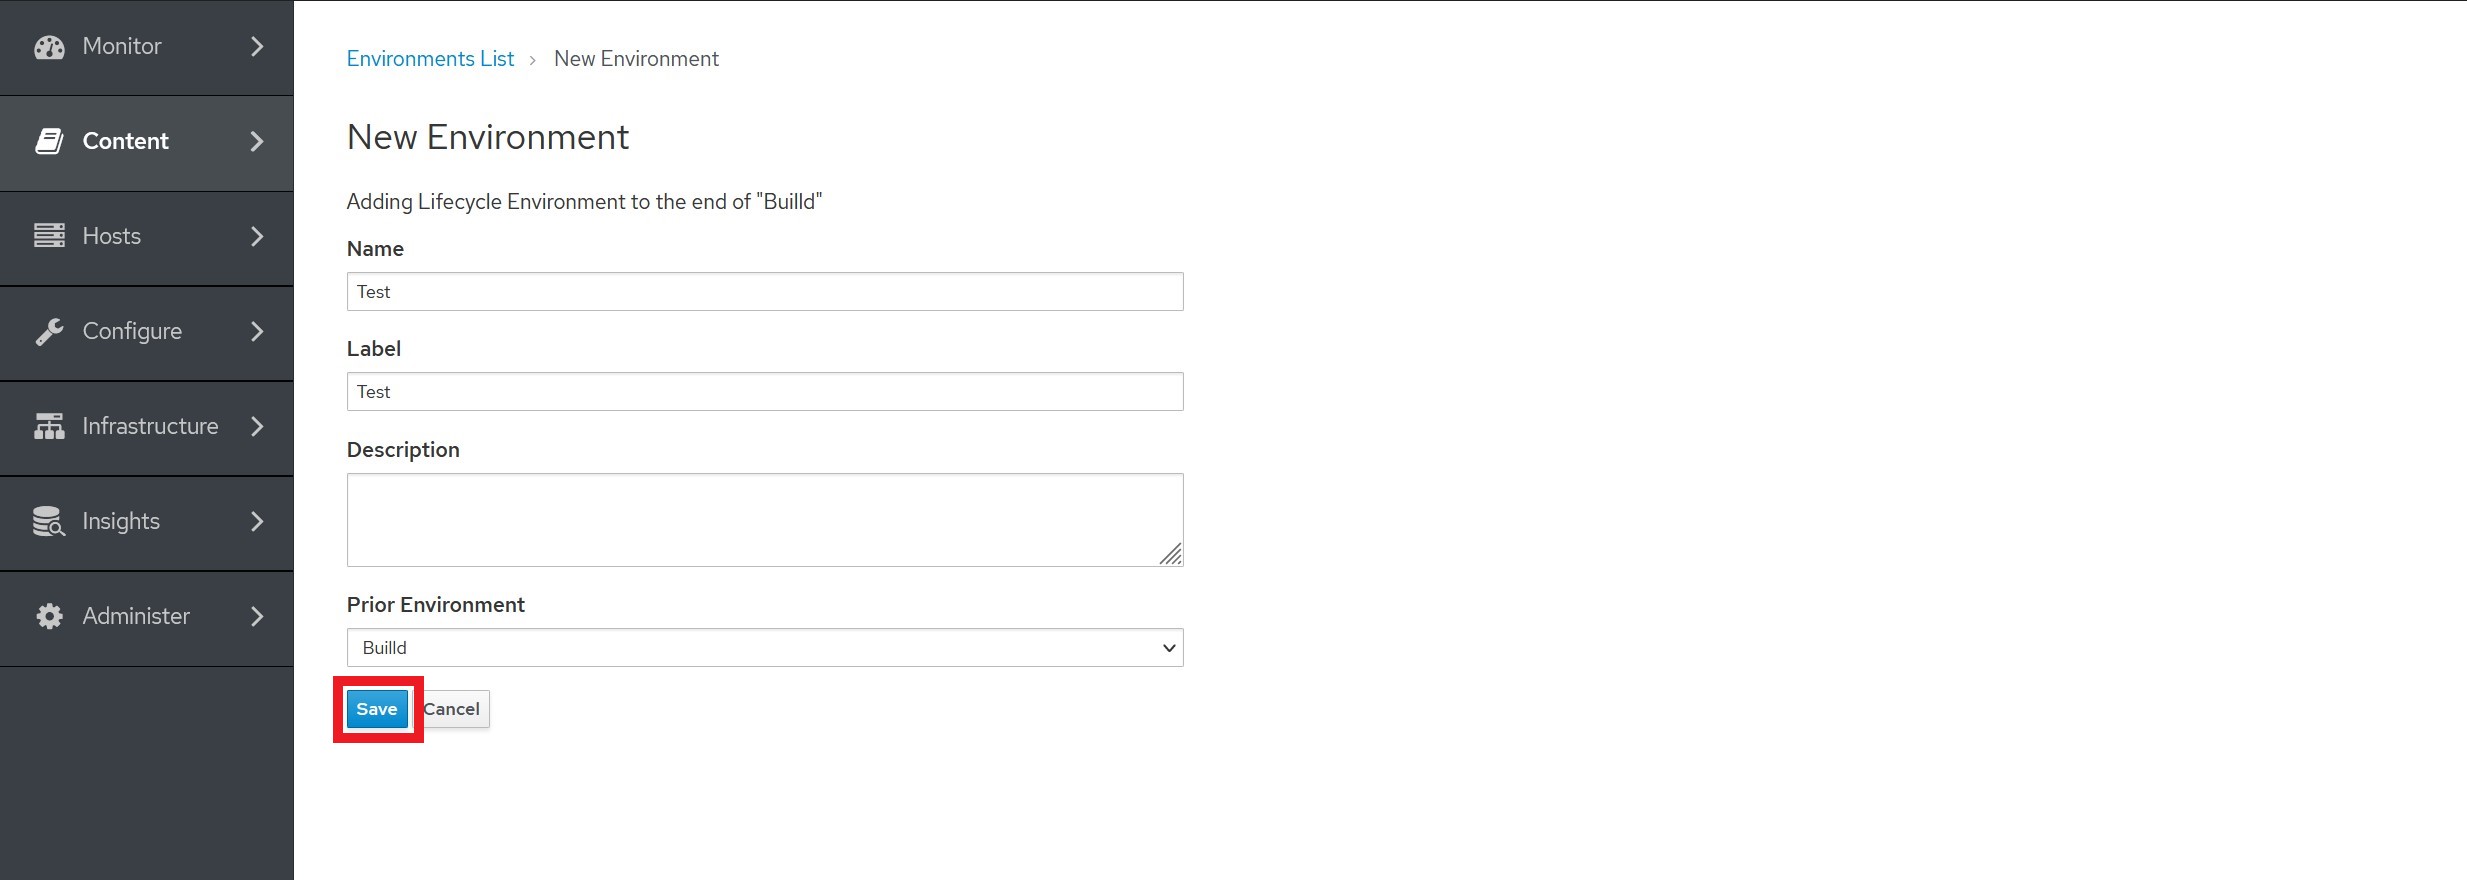 Monitor
Content
Hosts
Configure
Infrastructure
Insights
Administer
Environments List › New Environment
New Environment
Adding Lifecycle Environment to the end of "Builld"
Name
Test
Label
Test
Description
Prior Environment
Builld
Save Cancel